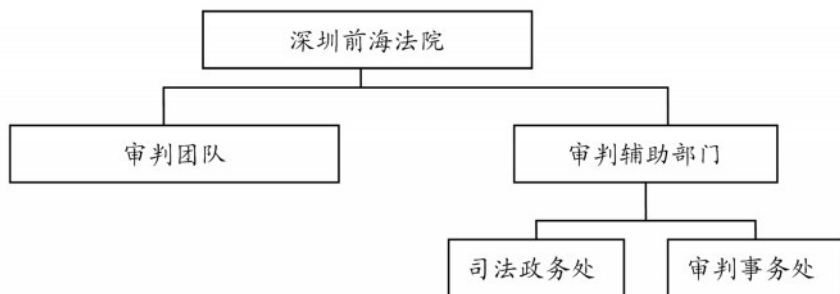 深圳前海法院
审判团队
审判辅助部门
司法政务处
审判事务处